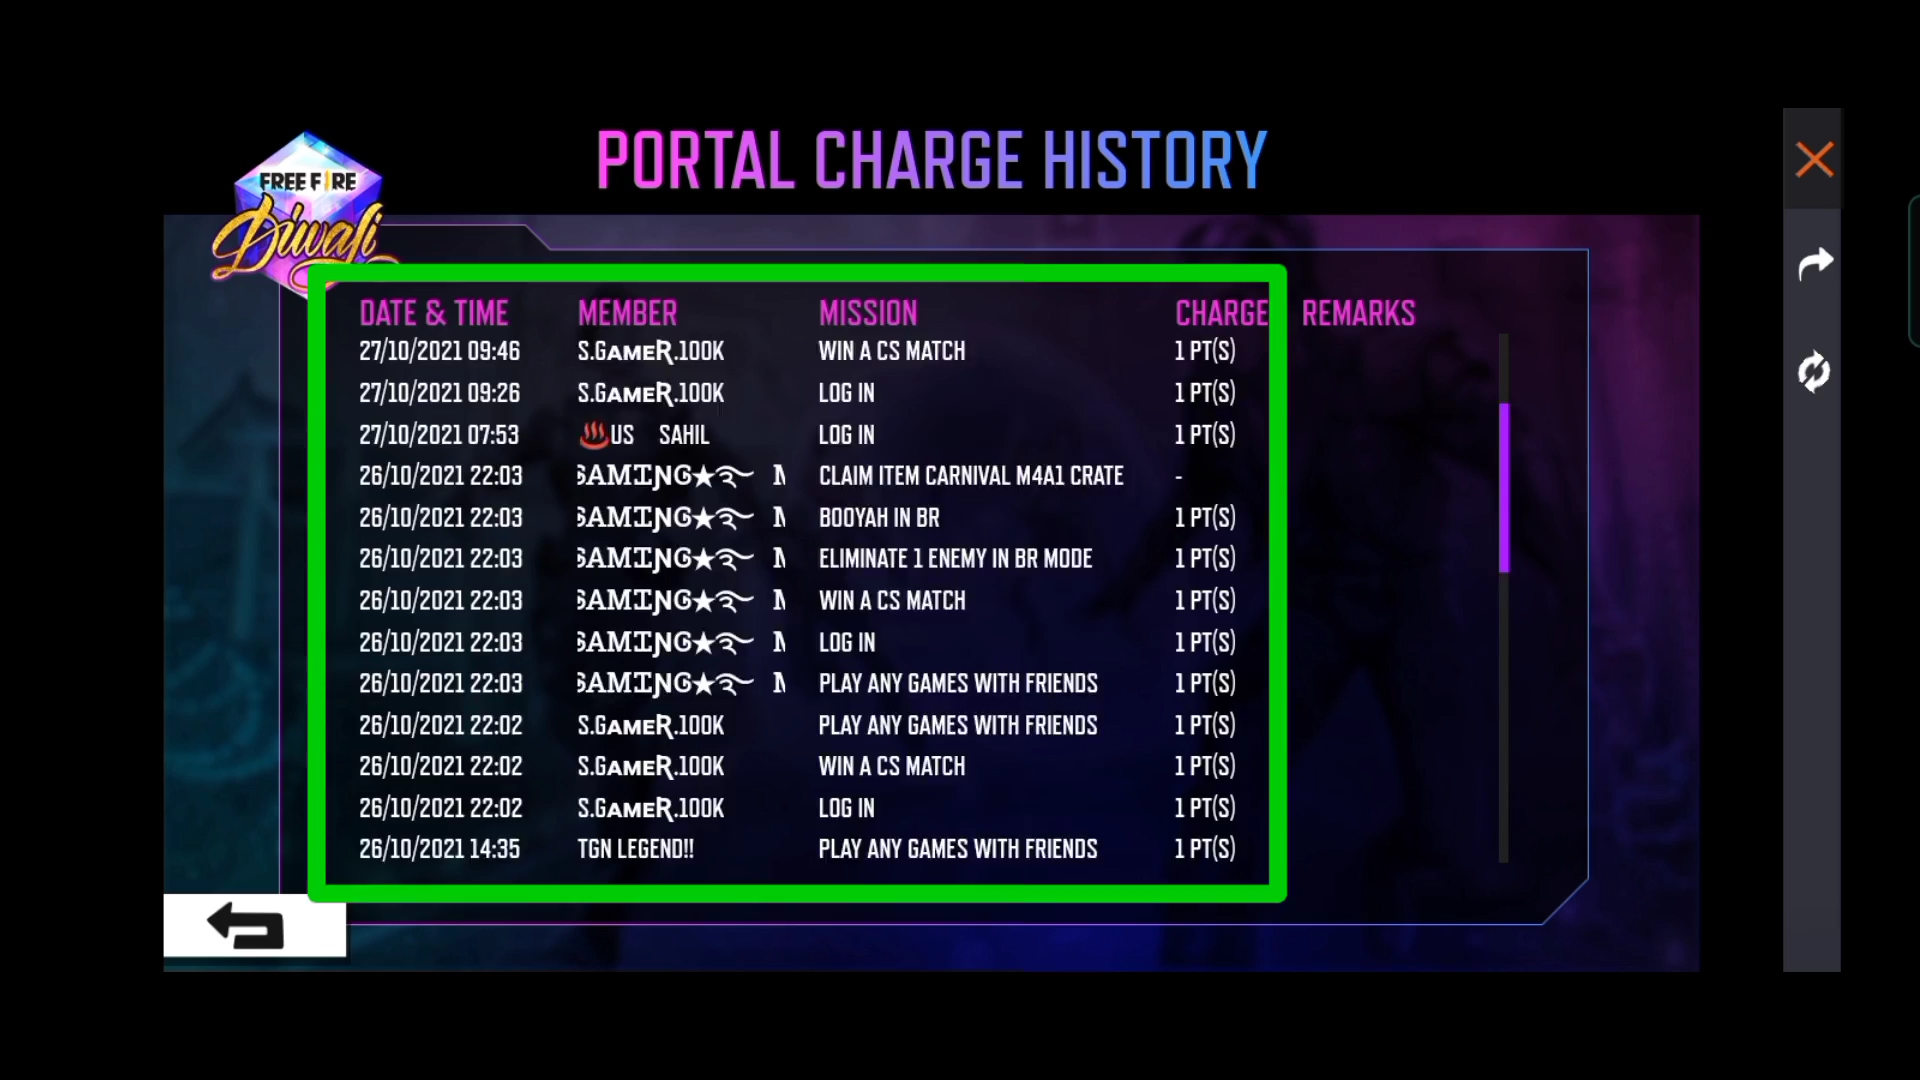 PORTAL CHARGE HISTORY
FREE FIRE
Diwali
DATE & TIME MEMBER MISSION CHARGE REMARKS
27/10/2021 09:46 S.GAMER.100K WIN A CS MATCH 1 PT(S)
27/10/2021 09:26 S.GAMER.100K LOG IN 1 PT(S)
27/10/2021 07:53 ♨US SAHIL LOG IN 1 PT(S)
26/10/2021 22:03 GAMING★ CLAIM ITEM CARNIVAL M4A1 CRATE -
26/10/2021 22:03 GAMING★ BOOYAH IN BR 1 PT(S)
26/10/2021 22:03 GAMING★ ELIMINATE 1 ENEMY IN BR MODE 1 PT(S)
26/10/2021 22:03 GAMING★ WIN A CS MATCH 1 PT(S)
26/10/2021 22:03 GAMING★ LOG IN 1 PT(S)
26/10/2021 22:03 GAMING★ PLAY ANY GAMES WITH FRIENDS 1 PT(S)
26/10/2021 22:02 S.GAMER.100K PLAY ANY GAMES WITH FRIENDS 1 PT(S)
26/10/2021 22:02 S.GAMER.100K WIN A CS MATCH 1 PT(S)
26/10/2021 22:02 S.GAMER.100K LOG IN 1 PT(S)
26/10/2021 14:35 TGN LEGEND!! PLAY ANY GAMES WITH FRIENDS 1 PT(S)